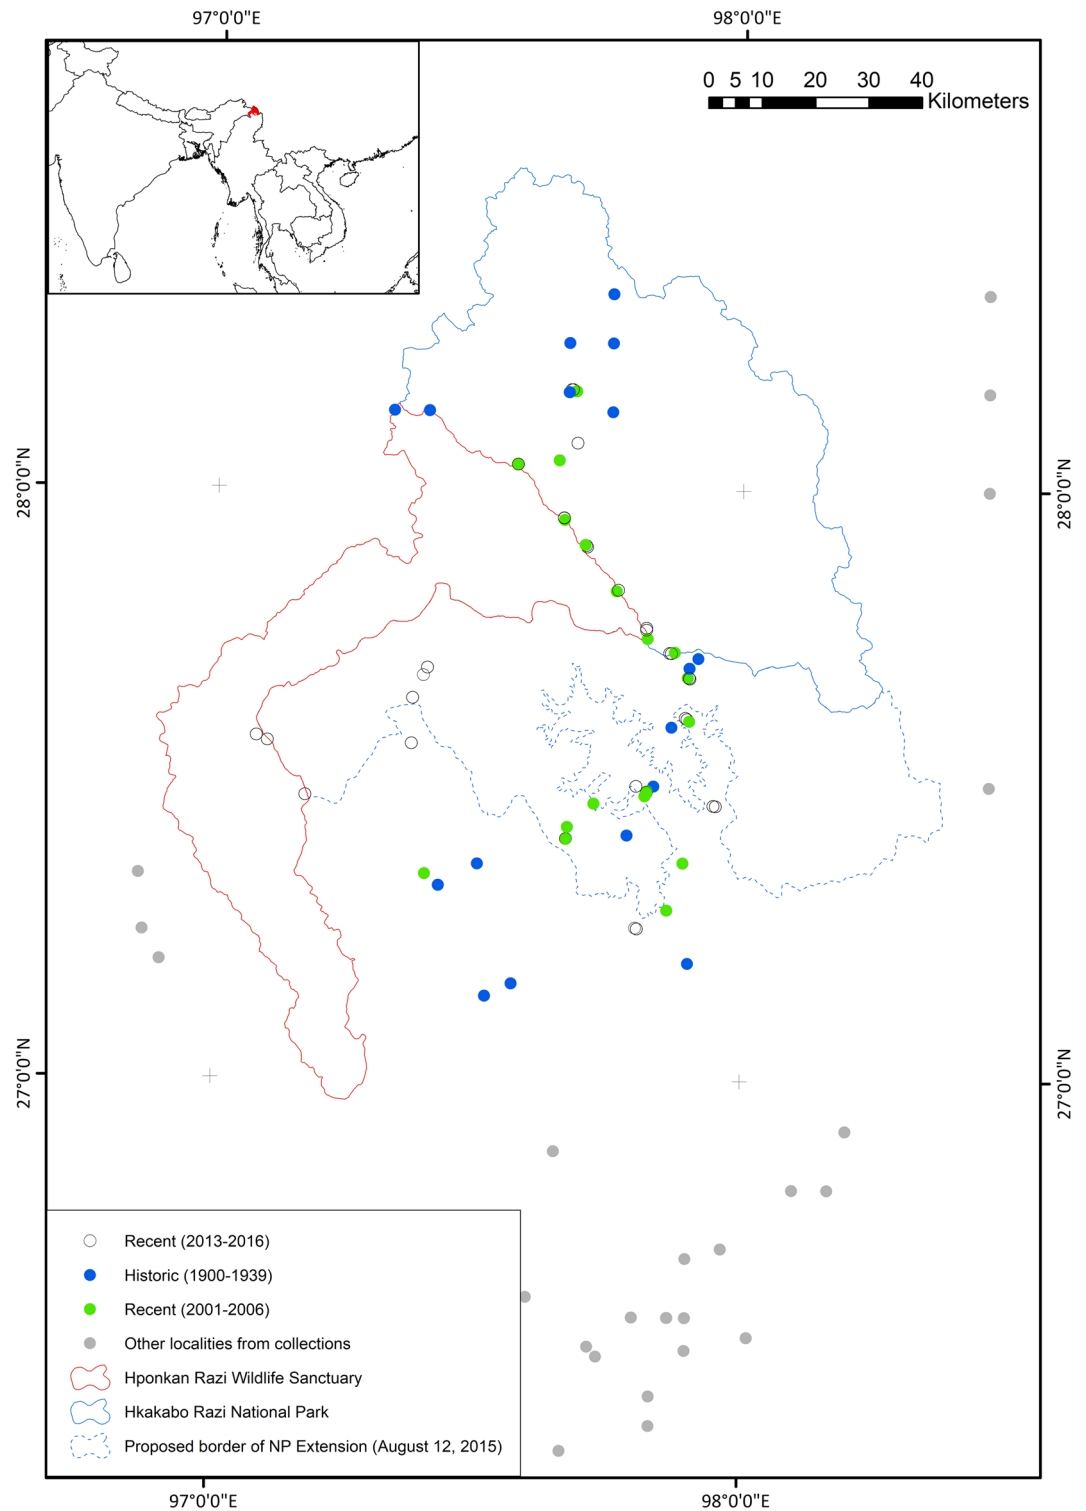 97°0'0"E
98°0'0"E
0 5 10 20 30 40
Kilometers
28°0'0"N
28°0'0"N
27°0'0"N
27°0'0"N
Recent (2013-2016)
Historic (1900-1939)
Recent (2001-2006)
Other localities from collections
Hponkan Razi Wildlife Sanctuary
Hkakabo Razi National Park
Proposed border of NP Extension (August 12, 2015)
97°0'0"E
98°0'0"E